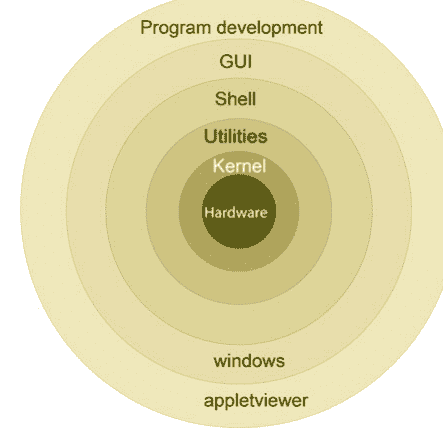 Program development
GUI
Shell
Utilities
Kernel
Hardware
windows
appletviewer